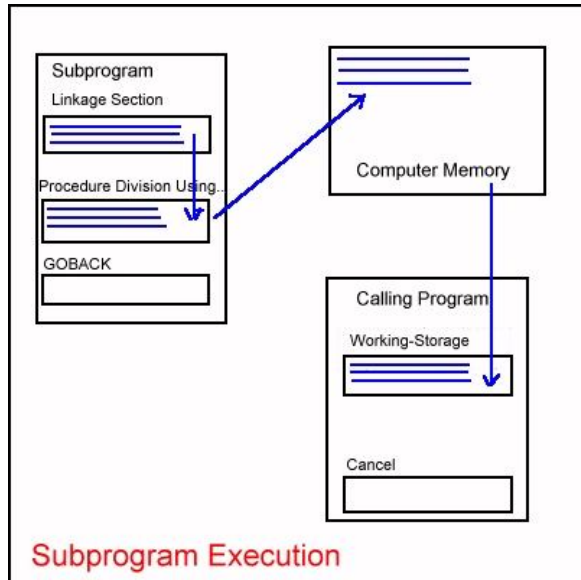 Subprogram
Linkage Section
Procedure Division Using..
GOBACK
Computer Memory
Calling Program
Working-Storage
Cancel
Subprogram Execution